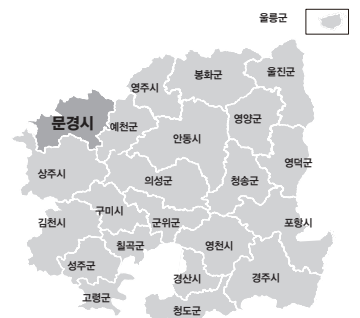 울릉군
봉화군
울진군
영주시
문경시
예천군
영양군
안동시
영덕군
상주시
의성군
청송군
구미시
김천시
군위군
포항시
칠곡군
영천시
성주군
경산시
경주시
고령군
청도군